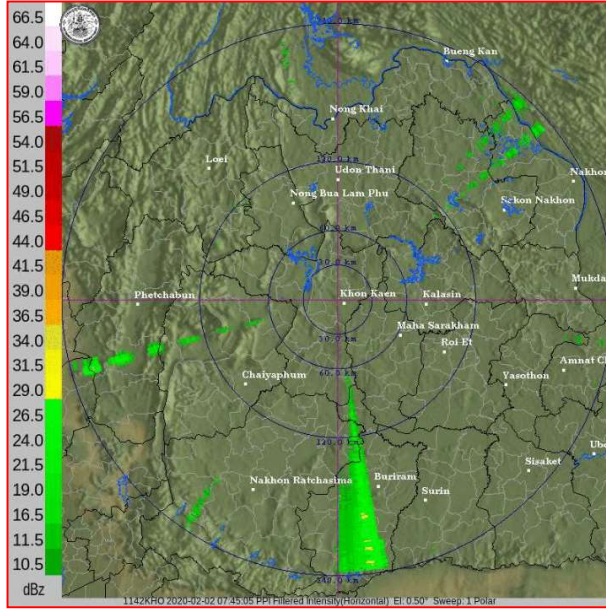 66.5
64.0
61.5
59.0
56.5
54.0
51.5
49.0
46.5
44.0
41.5
39.0
36.5
34.0
31.5
29.0
26.5
24.0
21.5
19.0
16.5
14.0
11.5
10.5
dBz
Bueng Kan
Nong Khai
Loei
Udon Thani
Nakhon
Nong Bua Lam Phu
Sakon Nakhon
Mukda
Phetchabun
Khon Kaen
Kalasin
Maha Sarakham
Roi Et
Amnat C
Chaiyaphum
Yasothon
Ubo
Sisaket
Nakhon Ratchasima
Buriram
Surin
1142KHO 2020-02-02 07:45:05 PPI Filtered Intensity(Horizontal) El: 0.50° Sweep: 1 Polar